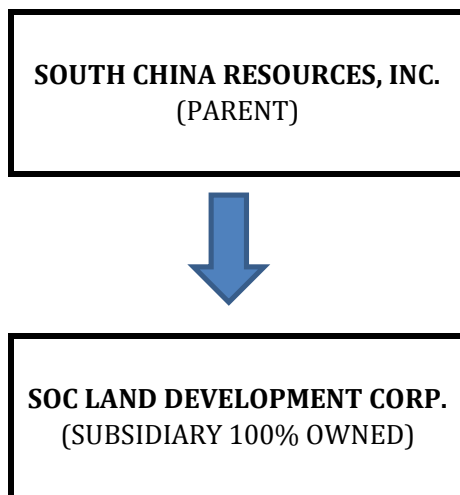 SOUTH CHINA RESOURCES, INC.
(PARENT)
SOC LAND DEVELOPMENT CORP.
(SUBSIDIARY 100% OWNED)